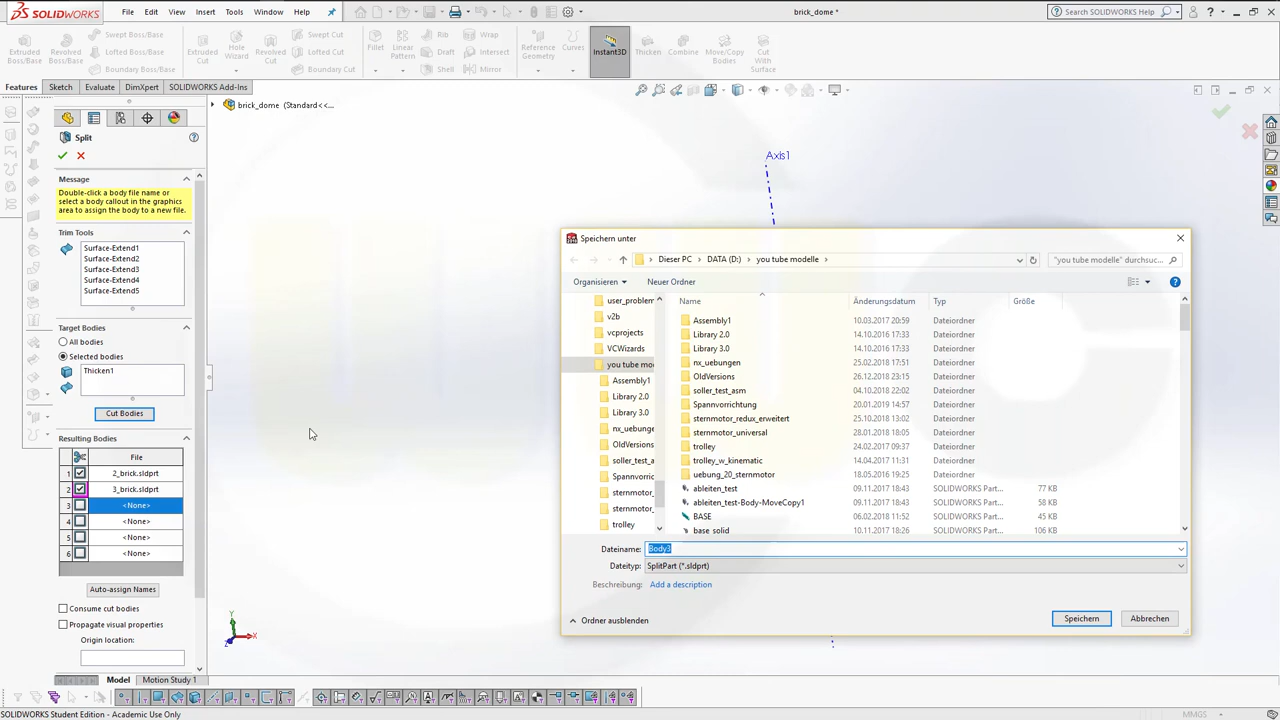 SOLIDWORKS
File Edit View Insert Tools Window Help
brick_dome *
Search SOLIDWORKS Help
Extruded Boss/Base
Revolved Boss/Base
Swept Boss/Base
Lofted Boss/Base
Boundary Boss/Base
Extruded Cut
Hole Wizard
Revolved Cut
Swept Cut
Lofted Cut
Boundary Cut
Fillet
Linear Pattern
Rib
Draft
Shell
Wrap
Intersect
Mirror
Reference Geometry
Curves
Instant3D
Thicken
Combine
Move/Copy Bodies
Cut With Surface
Features Sketch Evaluate DimXpert SOLIDWORKS Add-Ins
brick_dome (Standard<<...
Split
Message
Double-click a body file name or
select a body callout in the graphics
area to assign the body to a new file.
Trim Tools
Surface-Extend1
Surface-Extend2
Surface-Extend3
Surface-Extend4
Surface-Extend5
Target Bodies
All bodies
Selected bodies
Thicken1
Cut Bodies
Resulting Bodies
File
1 2_brick.sldprt
2 3_brick.sldprt
3 <None>
4 <None>
5 <None>
6 <None>
Auto-assign Names
Consume cut bodies
Propagate visual properties
Origin location:
Axis1
Y
X
Z
Speichern unter
Dieser PC > DATA (D:) > you tube modelle >
"you tube modelle" durchsuc...
Organisieren Neuer Ordner
user_problem
v2b
vcprojects
VCWizards
you tube mo
Assembly1
Library 2.0
Library 3.0
nx_uebunge
OldVersions
soller_test_a
Spannvorrich
sternmotor_
sternmotor_
trolley
Name Änderungsdatum Typ Größe
Assembly1 10.03.2017 20:59 Dateiordner
Library 2.0 14.10.2016 17:33 Dateiordner
Library 3.0 14.10.2016 17:33 Dateiordner
nx_uebungen 25.02.2018 17:51 Dateiordner
OldVersions 26.12.2018 23:15 Dateiordner
soller_test_asm 04.10.2018 22:02 Dateiordner
Spannvorrichtung 20.01.2019 14:57 Dateiordner
sternmotor_redux_erweitert 25.10.2018 13:02 Dateiordner
sternmotor_universal 28.01.2018 18:05 Dateiordner
trolley 24.02.2017 09:37 Dateiordner
trolley_w_kinematic 14.04.2017 11:31 Dateiordner
uebung_20_sternmotor 18.05.2016 19:25 Dateiordner
ableiten_test 09.11.2017 18:43 SOLIDWORKS Part... 77 KB
ableiten_test-Body-MoveCopy1 09.11.2017 18:43 SOLIDWORKS Part... 58 KB
BASE 06.02.2018 11:52 SOLIDWORKS Part... 45 KB
base solid 10.11.2017 18:26 SOLIDWORKS Part... 106 KB
Dateiname: Body3
Dateityp: SplitPart (*.sldprt)
Beschreibung: Add a description
Ordner ausblenden
Speichern Abbrechen
Model Motion Study 1
SOLIDWORKS Student Edition - Academic Use Only
MMGS